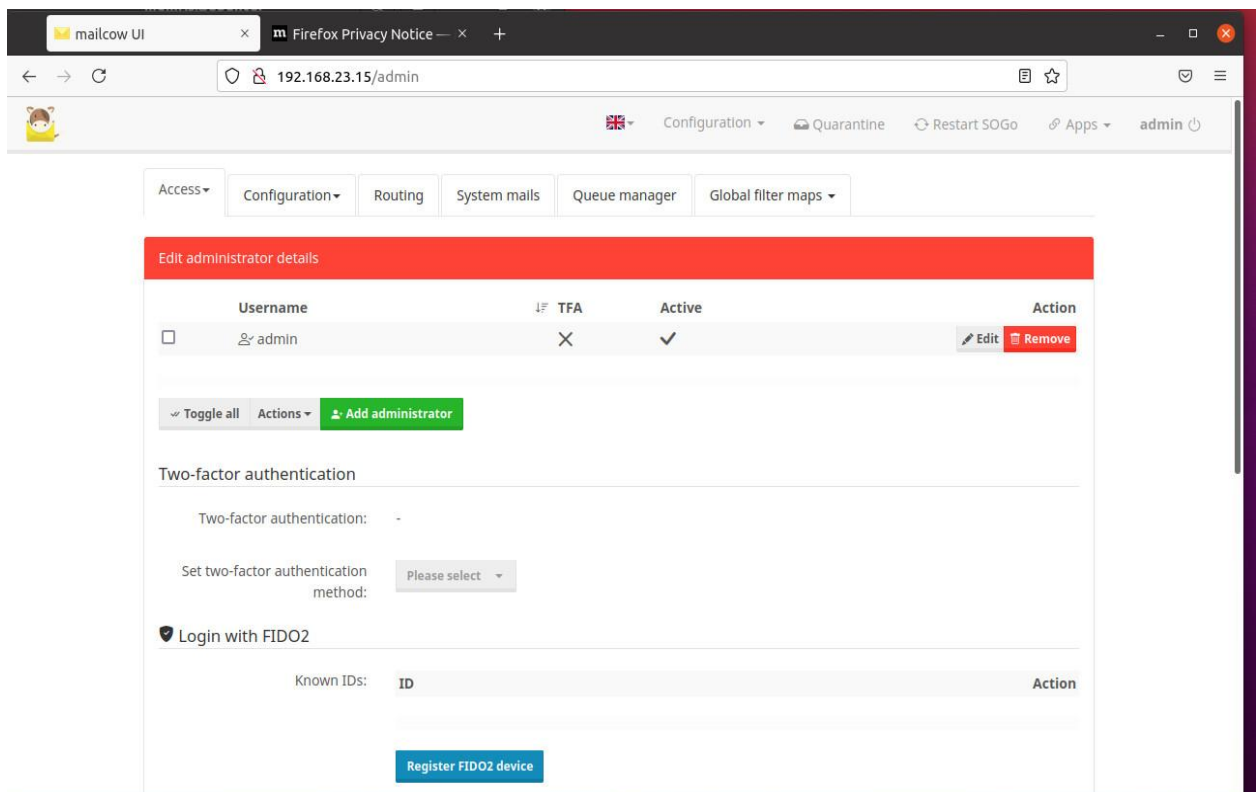 mailcow UI
m Firefox Privacy Notice —
192.168.23.15/admin
Configuration Quarantine Restart SOGo Apps admin
Access Configuration Routing System mails Queue manager Global filter maps
Edit administrator details
Username TFA Active Action
admin Edit Remove
Toggle all Actions Add administrator
Two-factor authentication
Two-factor authentication: -
Set two-factor authentication Please select
method:
Login with FIDO2
Known IDs: ID Action
Register FIDO2 device